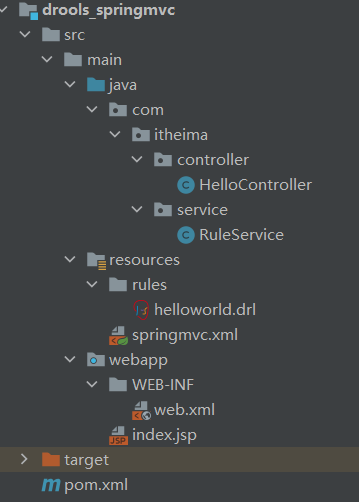 drools_springmvc
src
main
java
com
itheima
controller
HelloController
service
RuleService
resources
rules
helloworld.drl
springmvc.xml
webapp
WEB-INF
web.xml
index.jsp
target
pom.xml